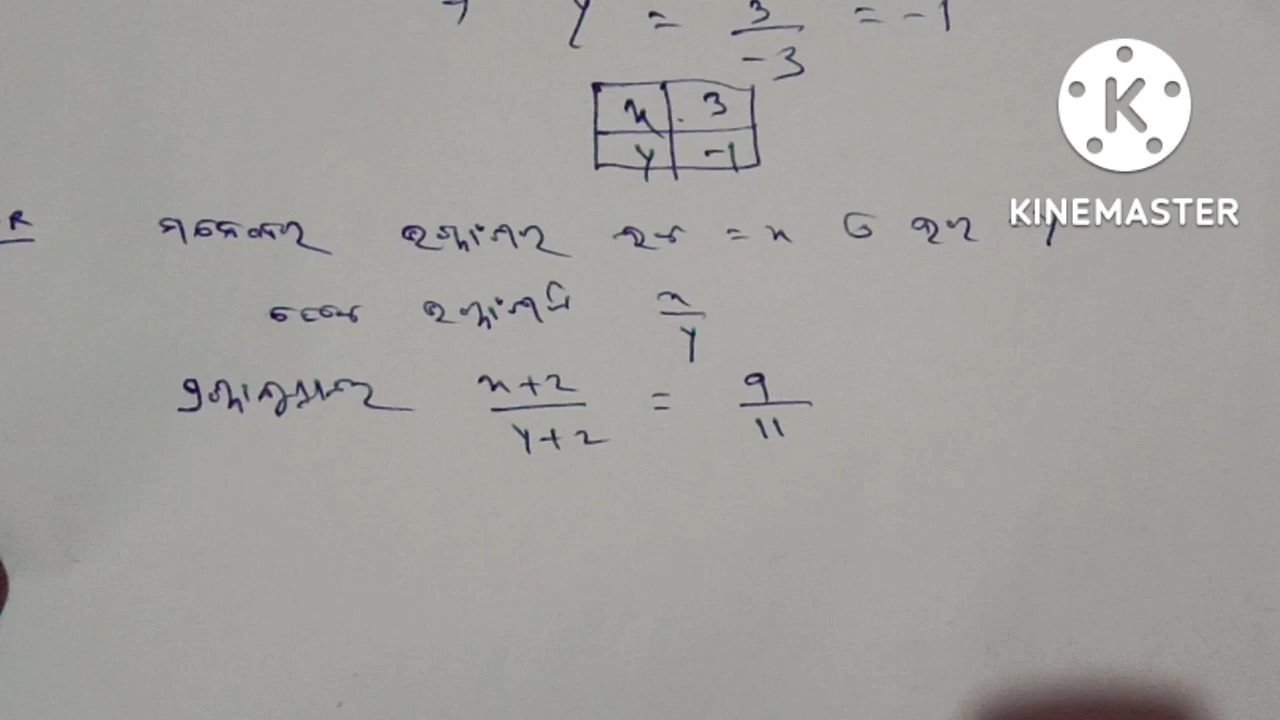 Y = 3/-3 = -1
x 3
Y -1
KINEMASTER
ମନେକର ଭଗ୍ନାଂଶର ଲବ = x ଓ ହର Y
ତେବେ ଭଗ୍ନାଂଶଟି x/Y
ପ୍ରଶ୍ନାନୁସାରେ x+2/Y+2 = 9/11